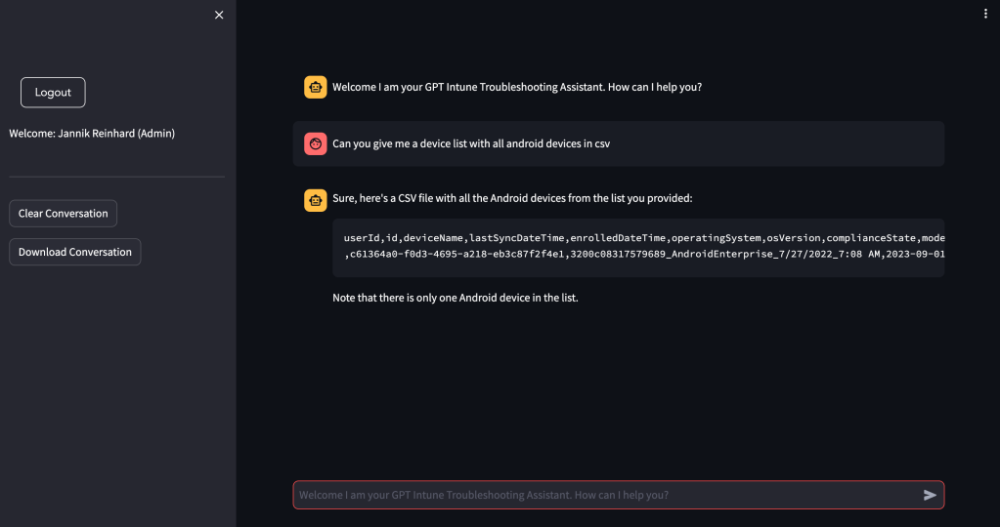 Logout
Welcome: Jannik Reinhard (Admin)
Clear Conversation
Download Conversation
Welcome I am your GPT Intune Troubleshooting Assistant. How can I help you?
Can you give me a device list with all android devices in csv
Sure, here's a CSV file with all the Android devices from the list you provided:
userId,id,deviceName,lastSyncDateTime,enrolledDateTime,operatingSystem,osVersion,complianceState,mode
,c61364a0-f0d3-4695-a218-eb3c87f2f4e1,3200c08317579689_AndroidEnterprise_7/27/2022_7:08 AM,2023-09-01
Note that there is only one Android device in the list.
Welcome I am your GPT Intune Troubleshooting Assistant. How can I help you?